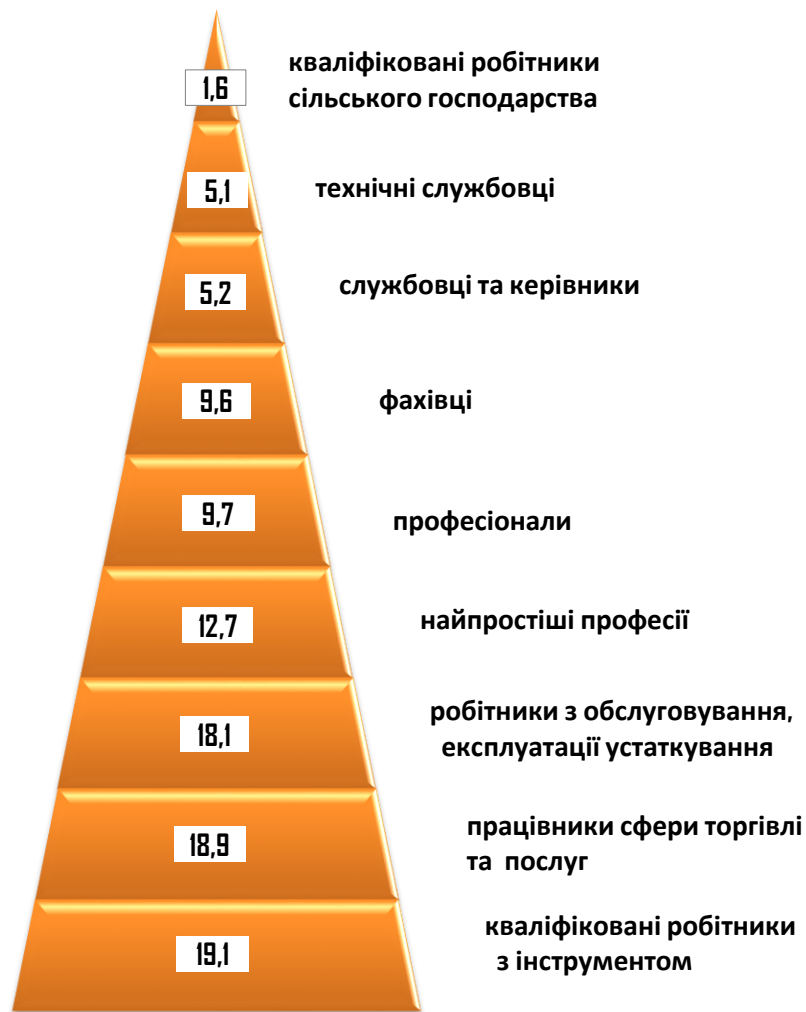 1,6
кваліфіковані робітники
сільського господарства
5,1
технічні службовці
5,2
службовці та керівники
9,6
фахівці
9,7
професіонали
12,7
найпростіші професії
18,1
робітники з обслуговування,
експлуатації устаткування
18,9
працівники сфери торгівлі
та послуг
19,1
кваліфіковані робітники
з інструментом